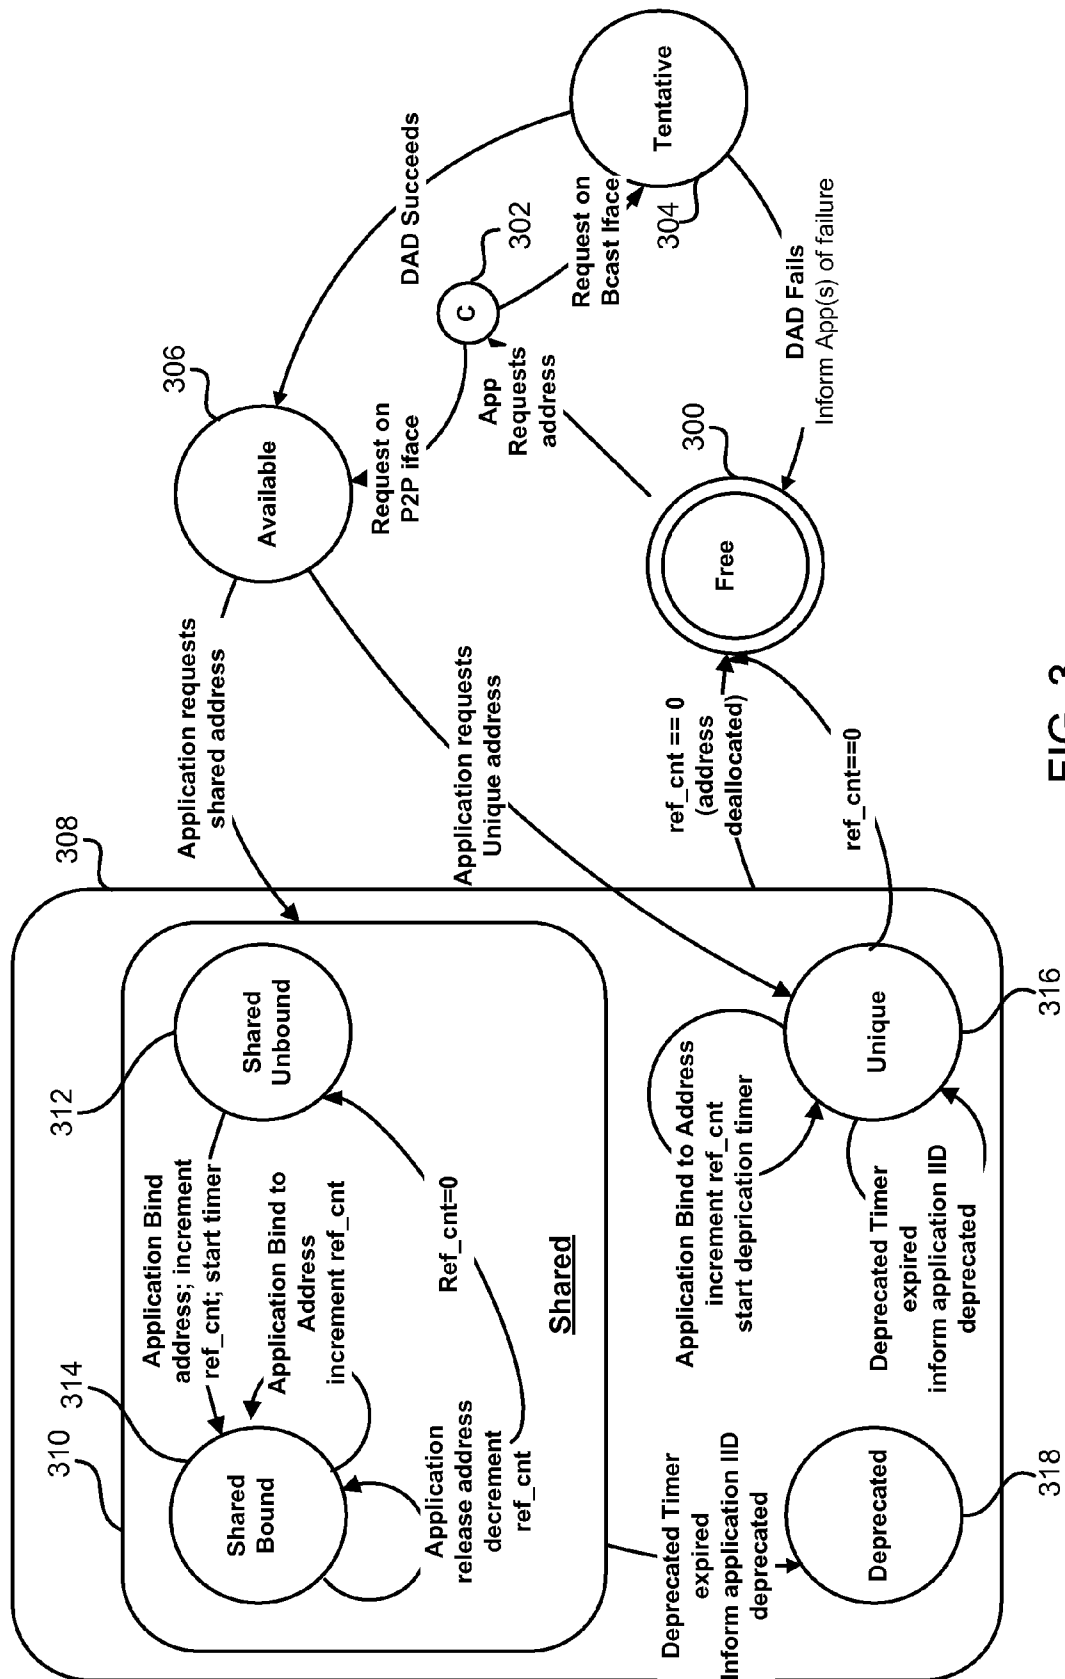 308
310
314
312
Shared
Bound
Shared
Unbound
Application Bind
address; increment
ref_cnt; start timer
Application Bind to
Address
increment ref_cnt
Application
release address
decrement
ref_cnt
Ref_cnt=0
Shared
Deprecated Timer
expired
Inform application IID
deprecated
Deprecated
318
Application Bind to Address
increment ref_cnt
start deprication timer
Deprecated Timer
expired
inform application IID
deprecated
Unique
316
Application requests
shared address
Application requests
Unique address
ref_cnt == 0
(address
deallocated)
ref_cnt==0
306
Available
Request on
P2P iface
App
Requests
address
300
Free
DAD Succeeds
C
302
Request on
Bcast Iface
304
Tentative
DAD Fails
Inform App(s) of failure